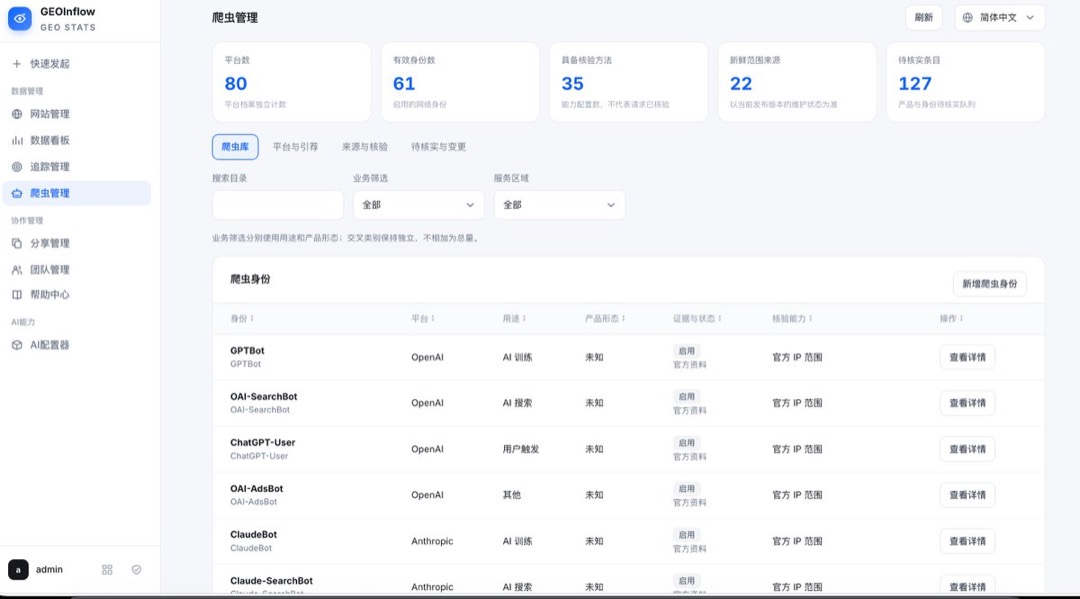 GEOInflow
GEO STATS
快速发起
数据管理
网站管理
数据看板
追踪管理
爬虫管理
协作管理
分享管理
团队管理
帮助中心
AI能力
AI配置器
a admin
爬虫管理
刷新
简体中文
平台数
80
平台档案独立计数
有效身份数
61
启用的网络身份
具备核验方法
35
能力配置数，不代表请求已核验
新鲜范围来源
22
以当前发布版本的维护状态为准
待核实条目
127
产品与身份待核实队列
爬虫库 平台与引荐 来源与核验 待核实与变更
搜索目录 业务筛选 服务区域
全部 全部
业务筛选分别使用用途和产品形态；交叉类别保持独立，不相加为总量。
爬虫身份
新增爬虫身份
身份 平台 用途 产品形态 证据与状态 核验能力 操作
GPTBot
GPTBot
OpenAI AI 训练 未知
启用
官方资料
官方 IP 范围 查看详情
OAI-SearchBot
OAI-SearchBot
OpenAI AI 搜索 未知
启用
官方资料
官方 IP 范围 查看详情
ChatGPT-User
ChatGPT-User
OpenAI 用户触发 未知
启用
官方资料
官方 IP 范围 查看详情
OAI-AdsBot
OAI-AdsBot
OpenAI 其他 未知
启用
官方资料
官方 IP 范围 查看详情
ClaudeBot
ClaudeBot
Anthropic AI 训练 未知
启用
官方资料
官方 IP 范围 查看详情
Claude-SearchBot
Claude-SearchBot
Anthropic AI 搜索 未知
启用
官方 IP 范围 查看详情